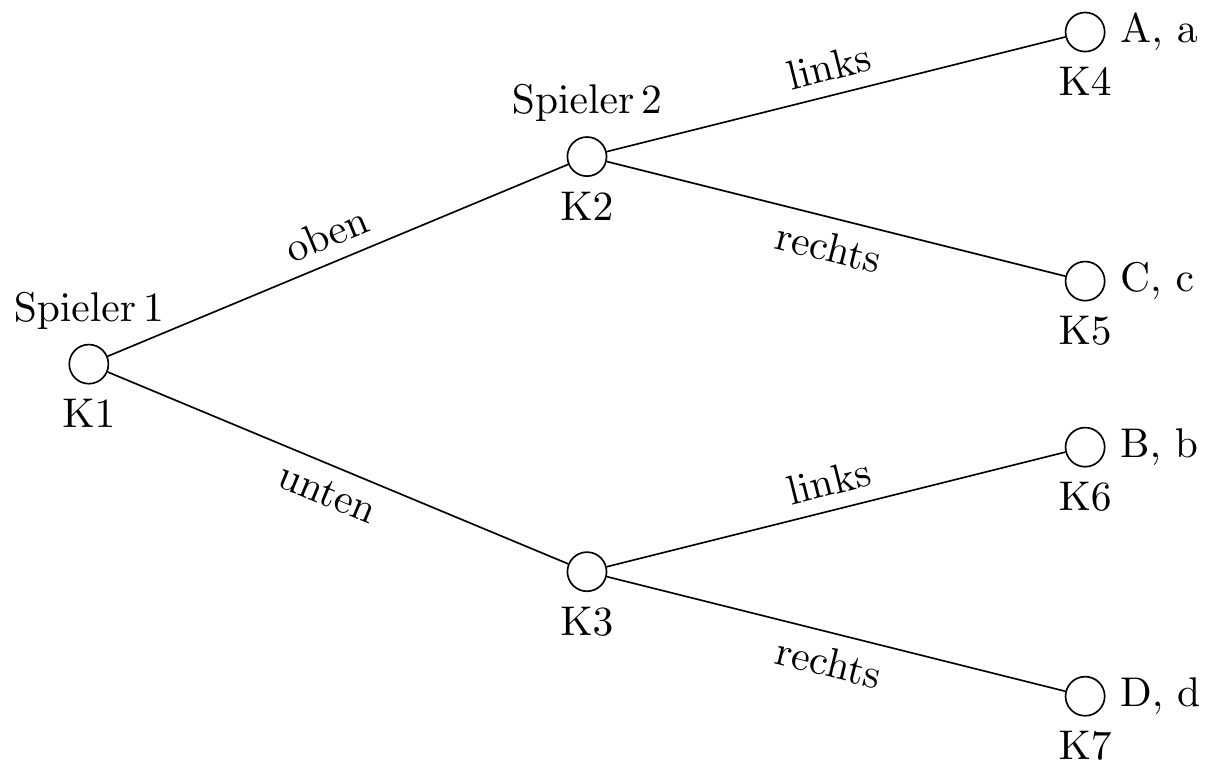 A, a
links
K4
Spieler 2
K2
oben
rechts
C, c
Spieler 1
K5
K1
B, b
links
unten
K6
K3
rechts
D, d
K7